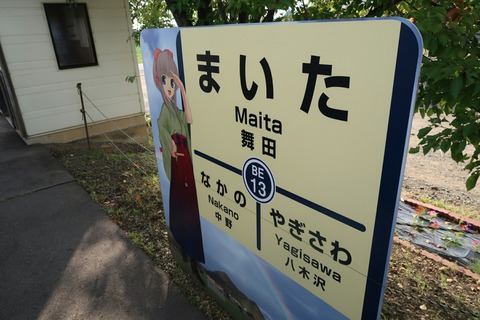 まいた
Maita
舞田
BE
13
なかの
Nakano
中野
やぎさわ
Yagisawa
八木沢